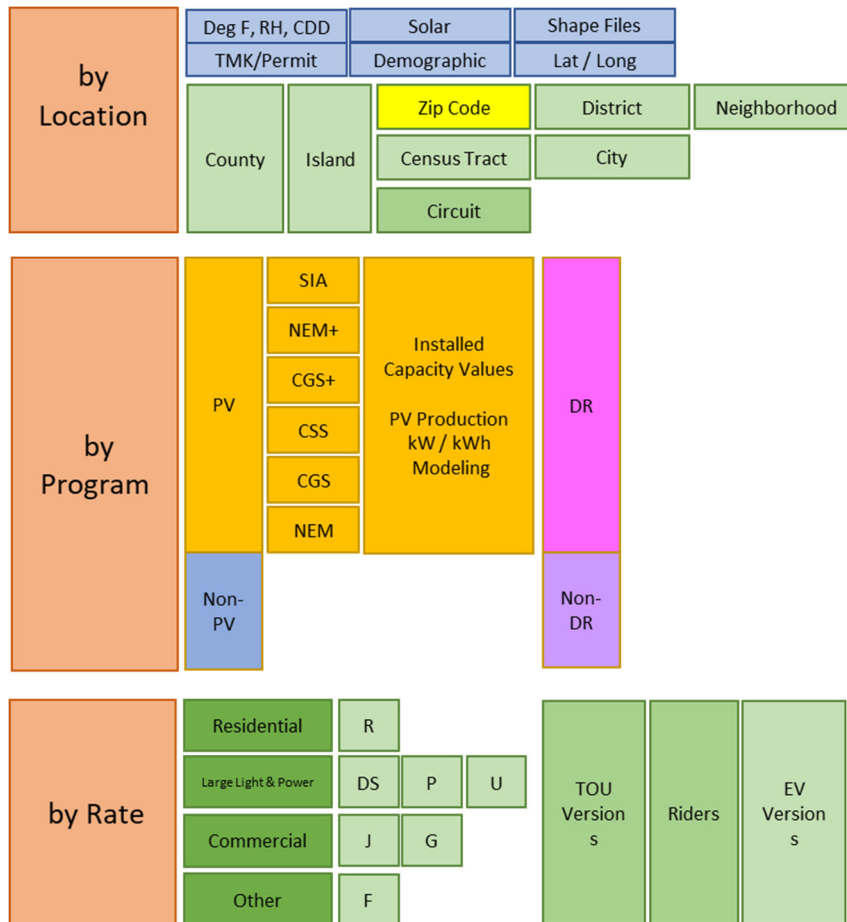 by
Location
Deg F, RH, CDD
Solar
Shape Files
TMK/Permit
Demographic
Lat / Long
County
Island
Zip Code
District
Neighborhood
Census Tract
City
Circuit
by
Program
PV
SIA
NEM+
CGS+
CSS
CGS
NEM
Installed
Capacity Values
PV Production
kW / kWh
Modeling
DR
Non-
PV
Non-
DR
by Rate
Residential
R
Large Light & Power
DS
P
U
Commercial
J
G
Other
F
TOU
Version
s
Riders
EV
Version
s